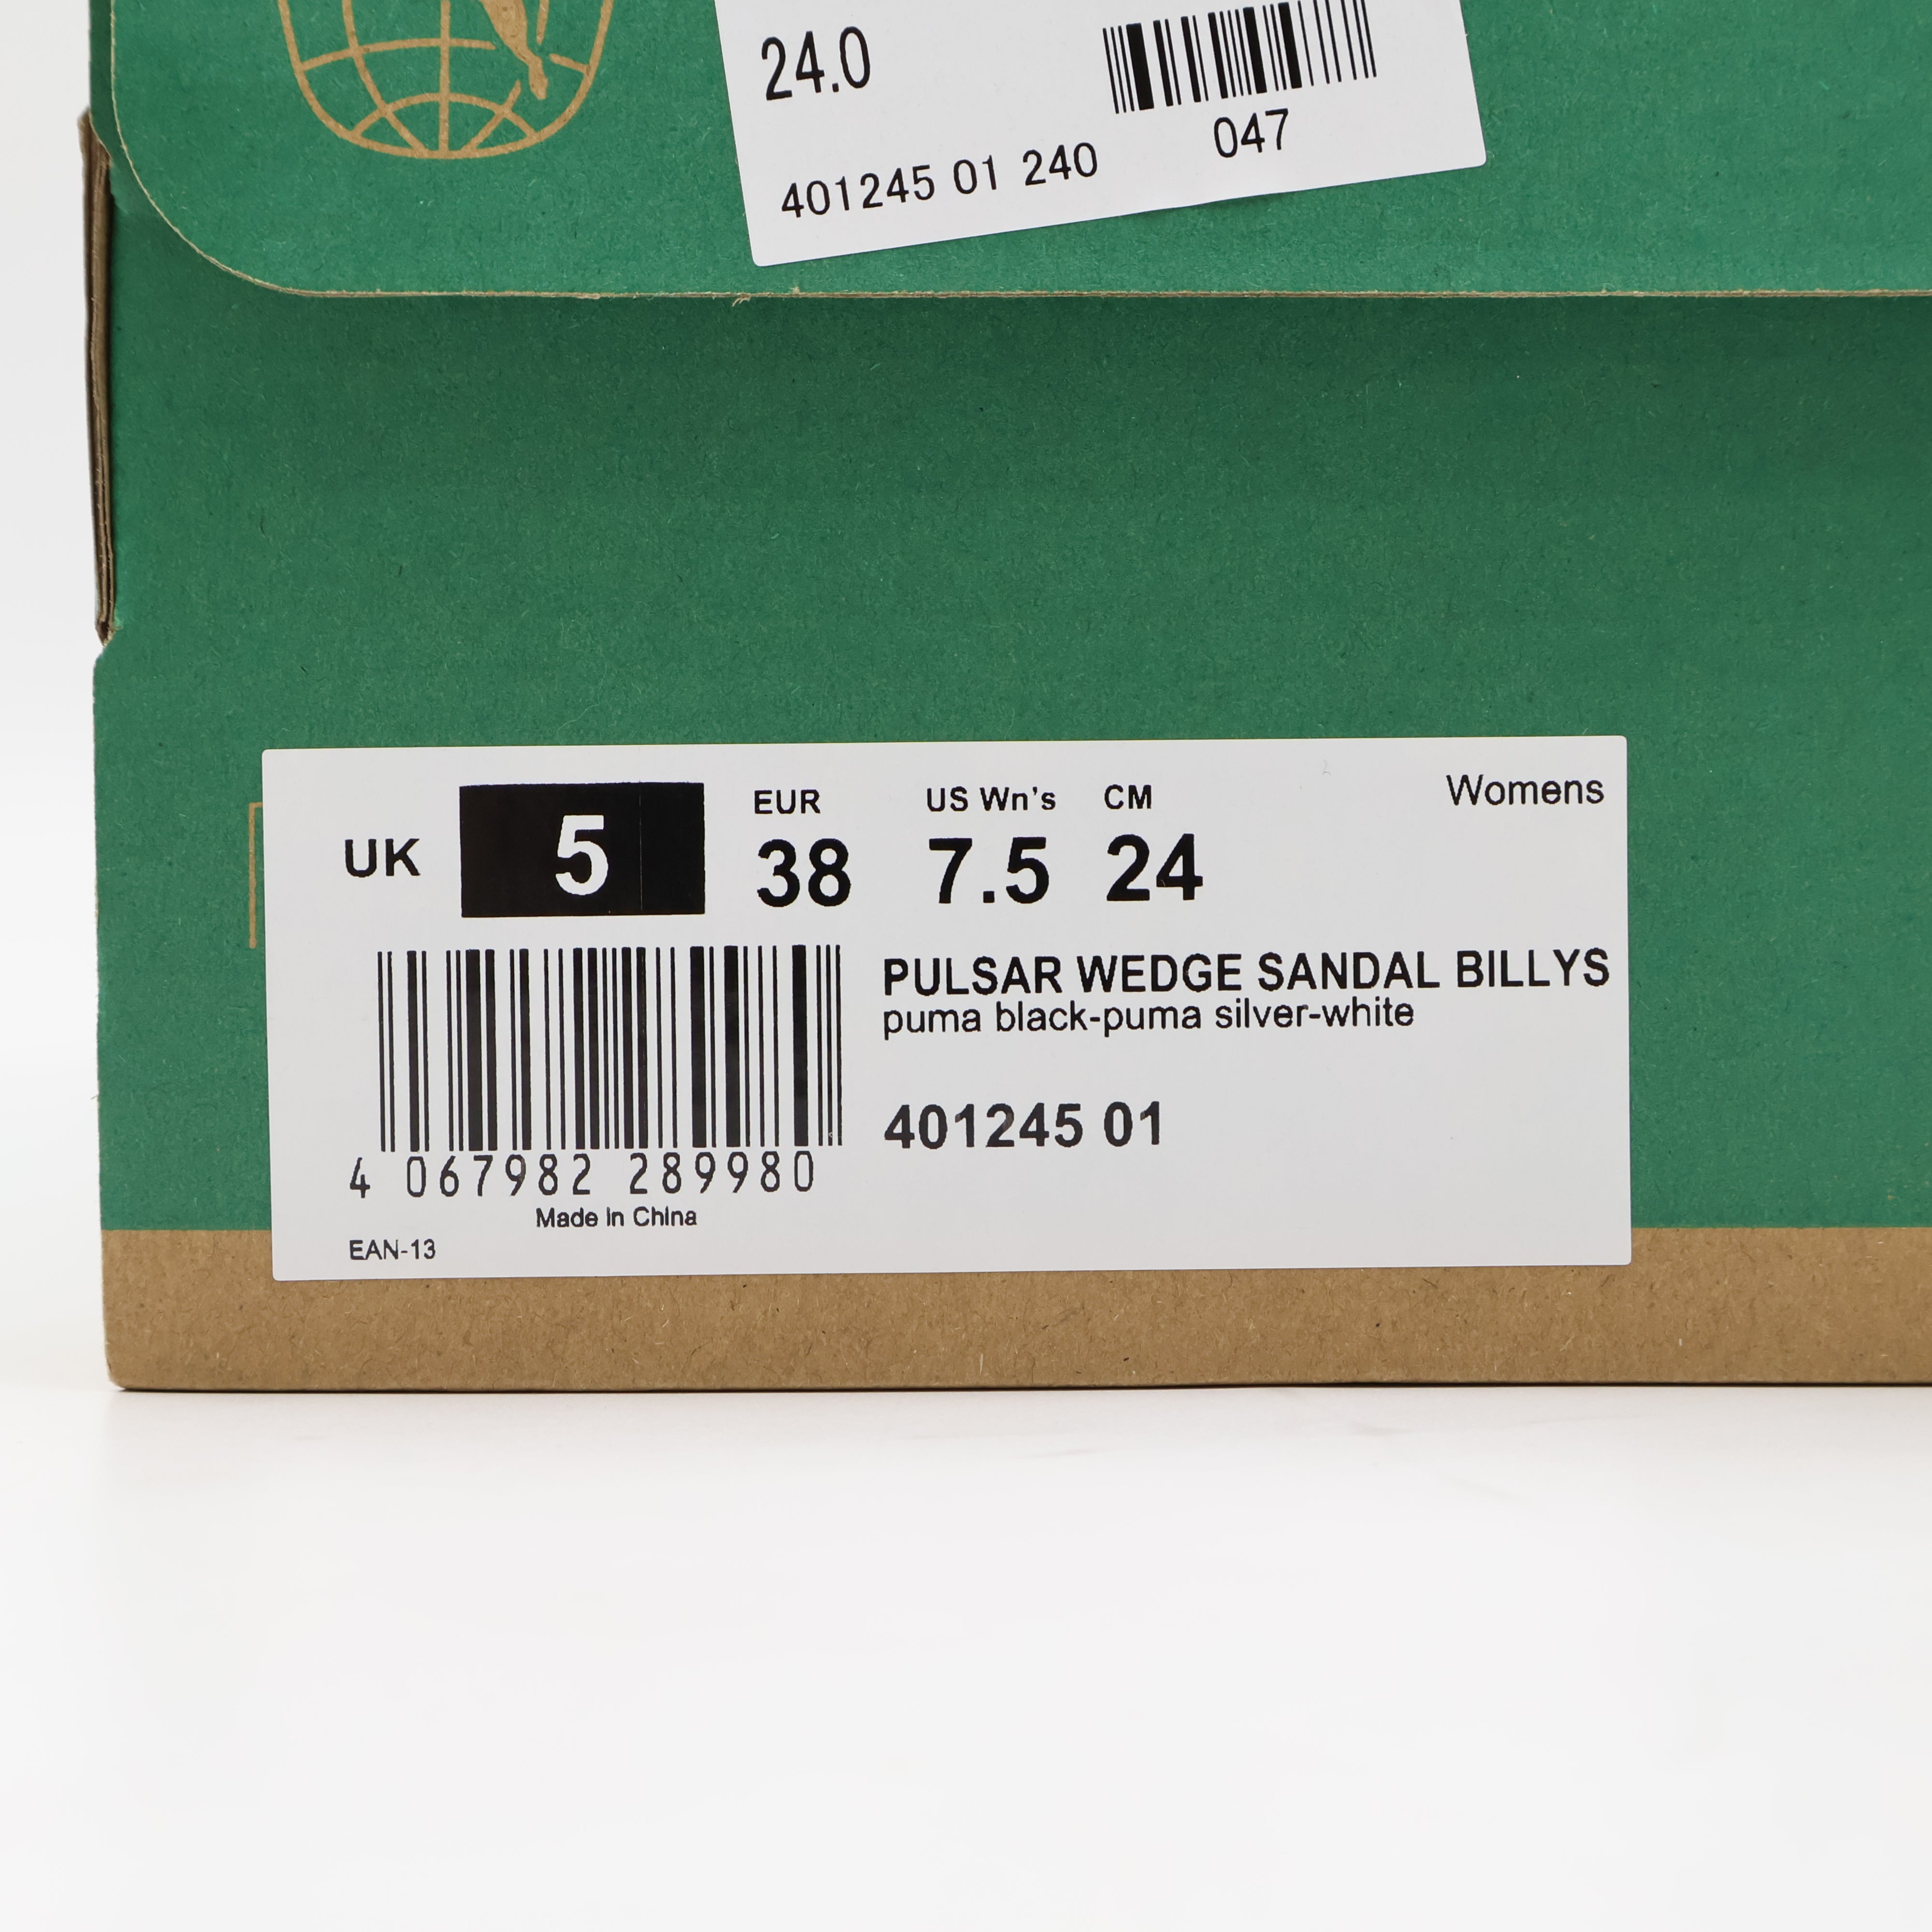 24.0
047
401245 01 240
Womens
EUR US Wn's CM
UK 5 38 7.5 24
PULSAR WEDGE SANDAL BILLYS
puma black-puma silver-white
401245 01
4 067982 289980
Made in China
EAN-13